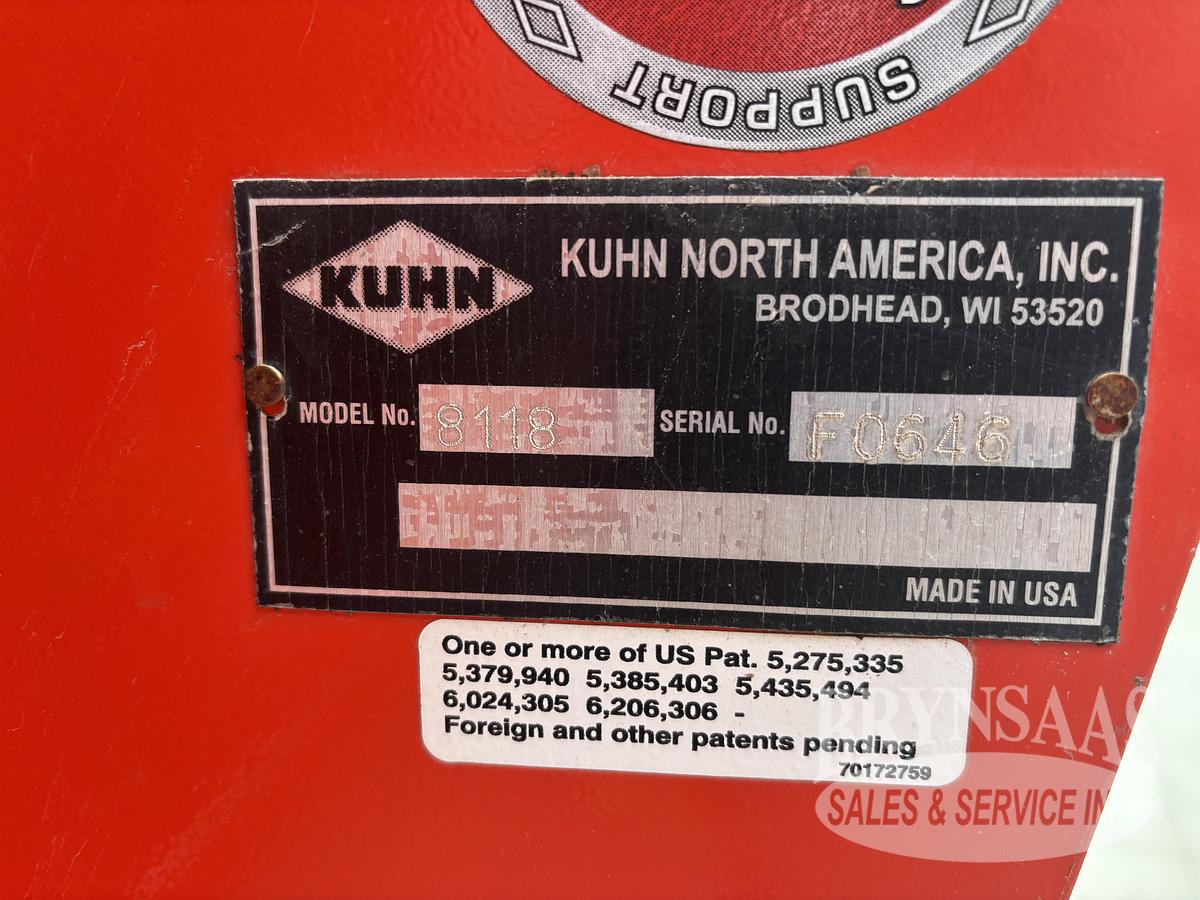 SUPPORT
KUHN
KUHN NORTH AMERICA, INC.
BRODHEAD, WI 53520
MODEL No. 8118 SERIAL No. F0646
MADE IN USA
One or more of US Pat. 5,275,335
5,379,940 5,385,403 5,435,494
6,024,305 6,206,306 -
Foreign and other patents pending
70172759
BRYNSAAS
SALES & SERVICE IN